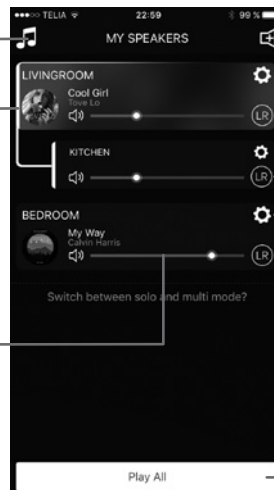 TELIA 22:59 99 %
MY SPEAKERS
LIVINGROOM
Cool Girl
Tove Lo
LR
KITCHEN
LR
BEDROOM
My Way
Calvin Harris
LR
Switch between solo and multi mode?
Play All